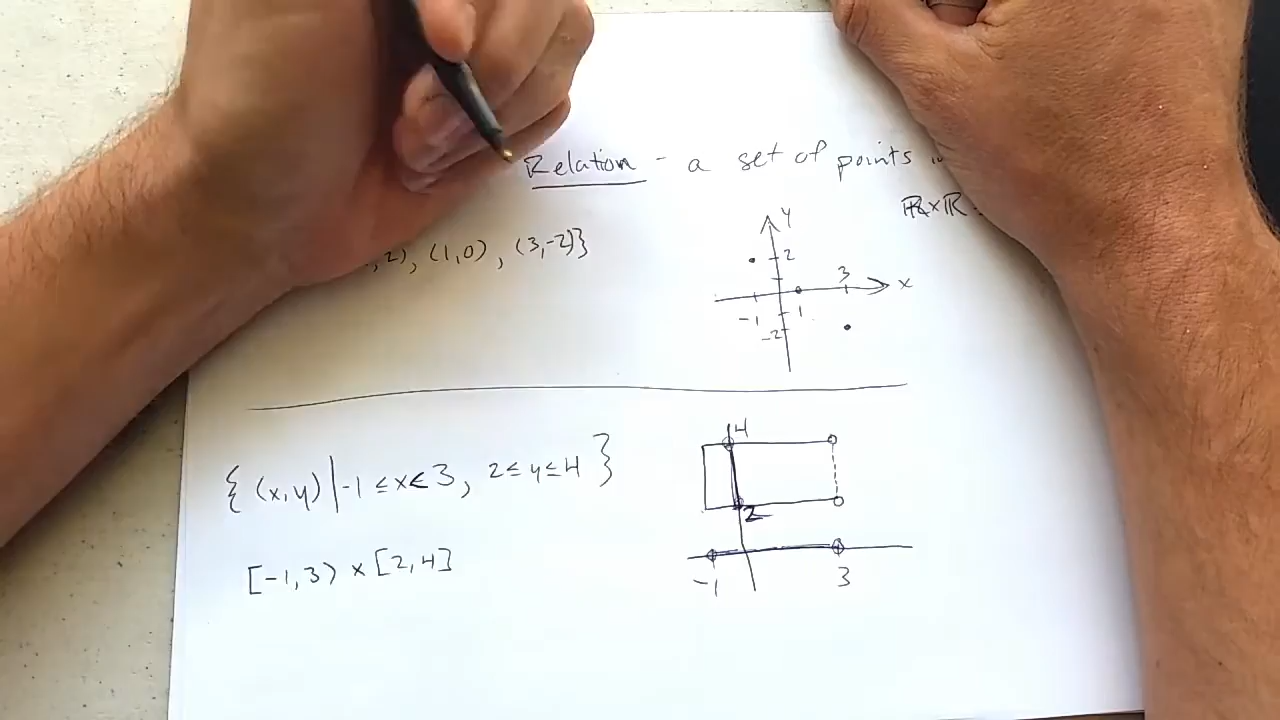 Relation - a set of points
ℝ×ℝ
2), (1,0), (3,-2)}
y
2
3
x
-1
1
-2
4
{ (x,y) | -1 ≤ x < 3, 2 ≤ y ≤ 4 }
2
[-1,3) × [2,4]
-1
3